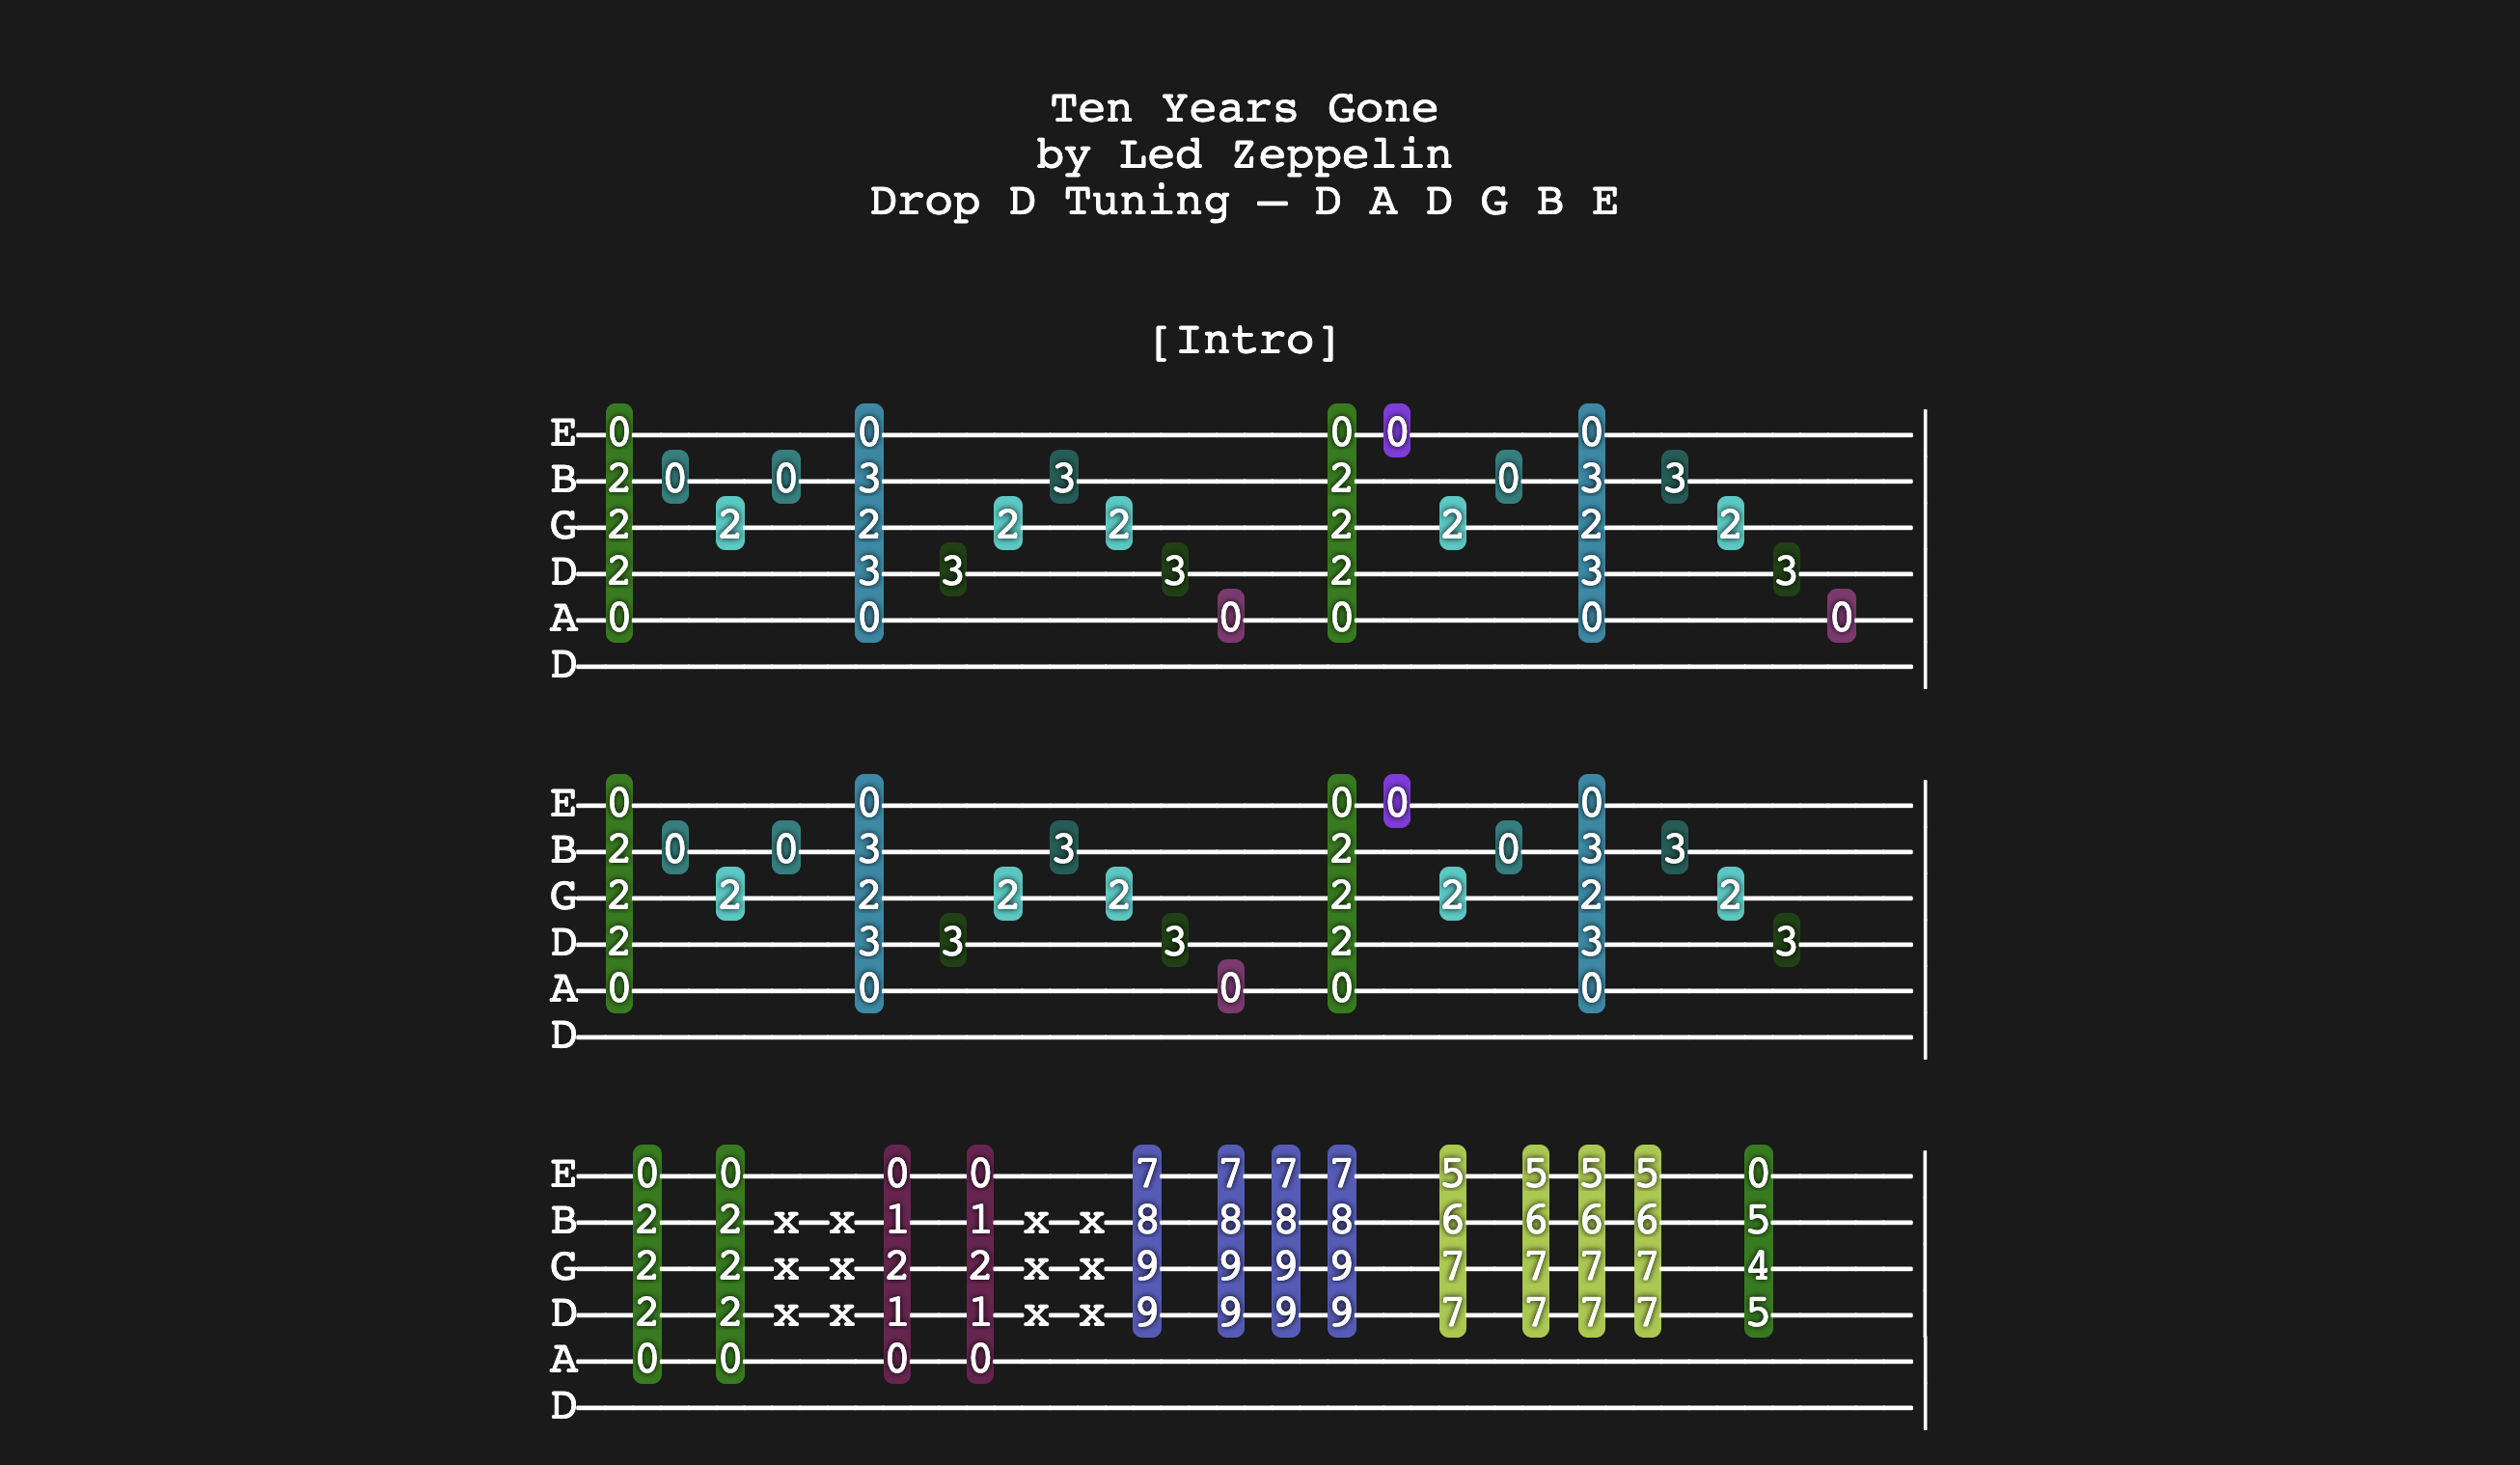 Ten Years Gone
by Led Zeppelin
Drop D Tuning — D A D G B E
[Intro]
E-0--------0----------------0-0------0-----------|
B-2-0---0--3------3---------2-----0--3--3--------|
G-2---2----2----2---2-------2---2----2----2------|
D-2--------3--3-------3-----2--------3------3----|
A-0--------0------------0---0--------0--------0--|
D------------------------------------------------|
E-0--------0----------------0-0------0-----------|
B-2-0---0--3------3---------2-----0--3--3--------|
G-2---2----2----2---2-------2---2----2----2------|
D-2--------3--3-------3-----2--------3------3----|
A-0--------0------------0---0--------0-----------|
D------------------------------------------------|
E--0--0-----0--0-----7--7-7-7---5--5-5-5---0-----|
B--2--2-x-x-1--1-x-x-8--8-8-8---6--6-6-6---5-----|
G--2--2-x-x-2--2-x-x-9--9-9-9---7--7-7-7---4-----|
D--2--2-x-x-1--1-x-x-9--9-9-9---7--7-7-7---5-----|
A--0--0-----0--0---------------------------------|
D------------------------------------------------|